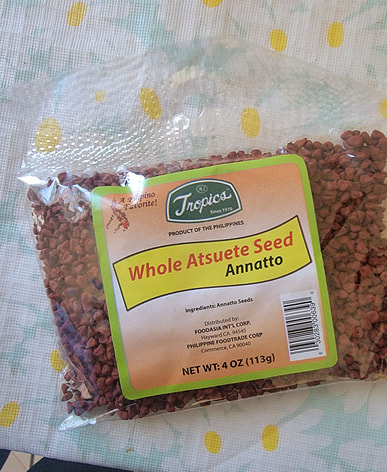 A Filipino
Favorite!
Tropics
Since 1978
PRODUCT OF THE PHILIPPINES
Whole Atsuete Seed
Annatto
Ingredients: Annatto Seeds
Distributed by:
FOODASIA INT'L CORP.
Hayward CA. 94545
PHILIPPINE FOODTRADE CORP
Commerce, CA 90040
NET WT: 4 OZ (113g)